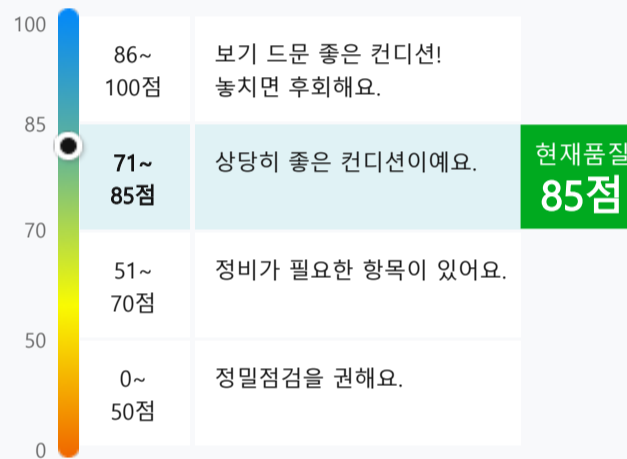 100
86~
100점
보기 드문 좋은 컨디션!
놓치면 후회해요.
85
71~
85점
상당히 좋은 컨디션이예요.
현재품질
85점
70
51~
70점
정비가 필요한 항목이 있어요.
50
0~
50점
정밀점검을 권해요.
0